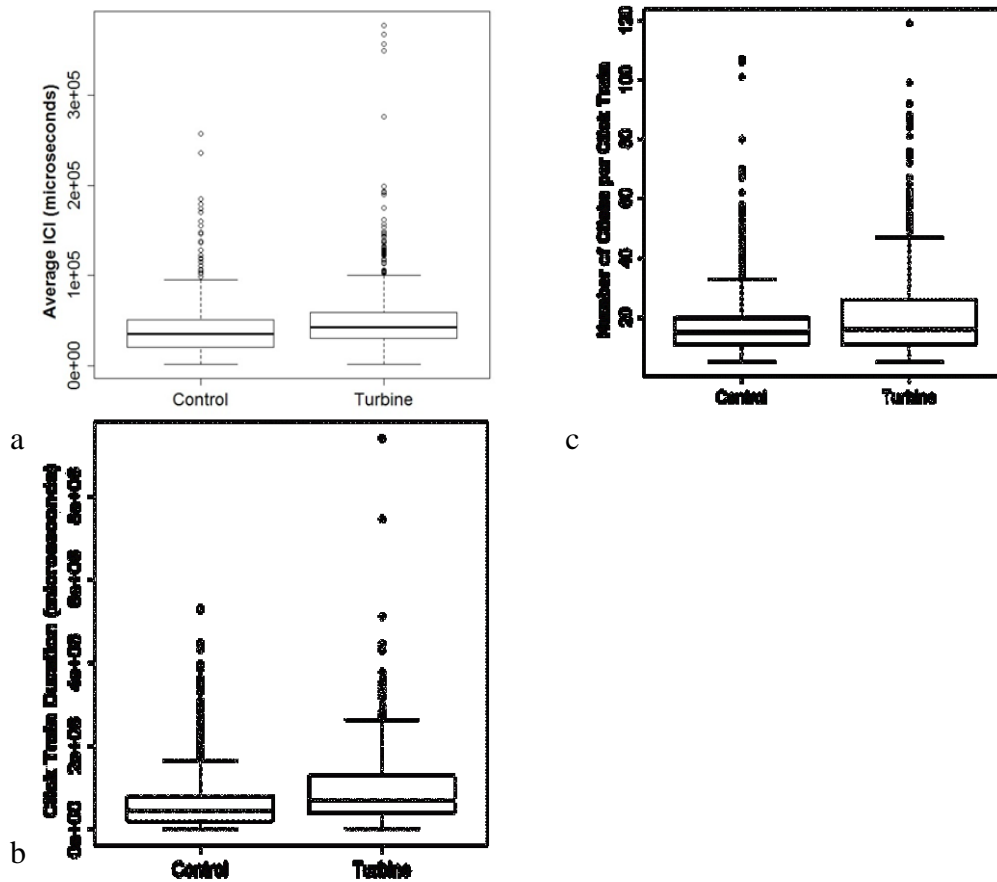 Average ICI (microseconds)
3e+05
2e+05
1e+05
0e+00
Control Turbine
a
Number of Clicks per Click Train
120
100
80
60
40
20
Control Turbine
c
Click Train Duration (microseconds)
8e+06
6e+06
4e+06
2e+06
0e+00
Control Turbine
b